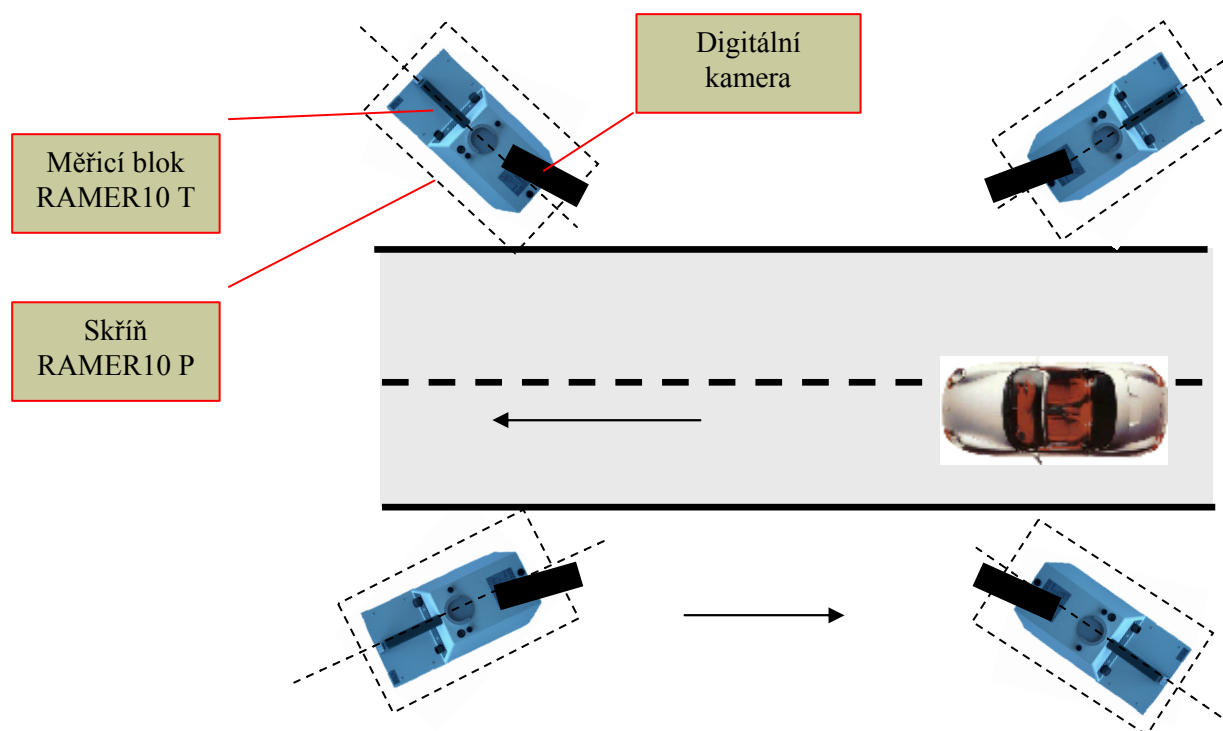 Digitální
kamera
Měřicí blok
RAMER10 T
Skříň
RAMER10 P